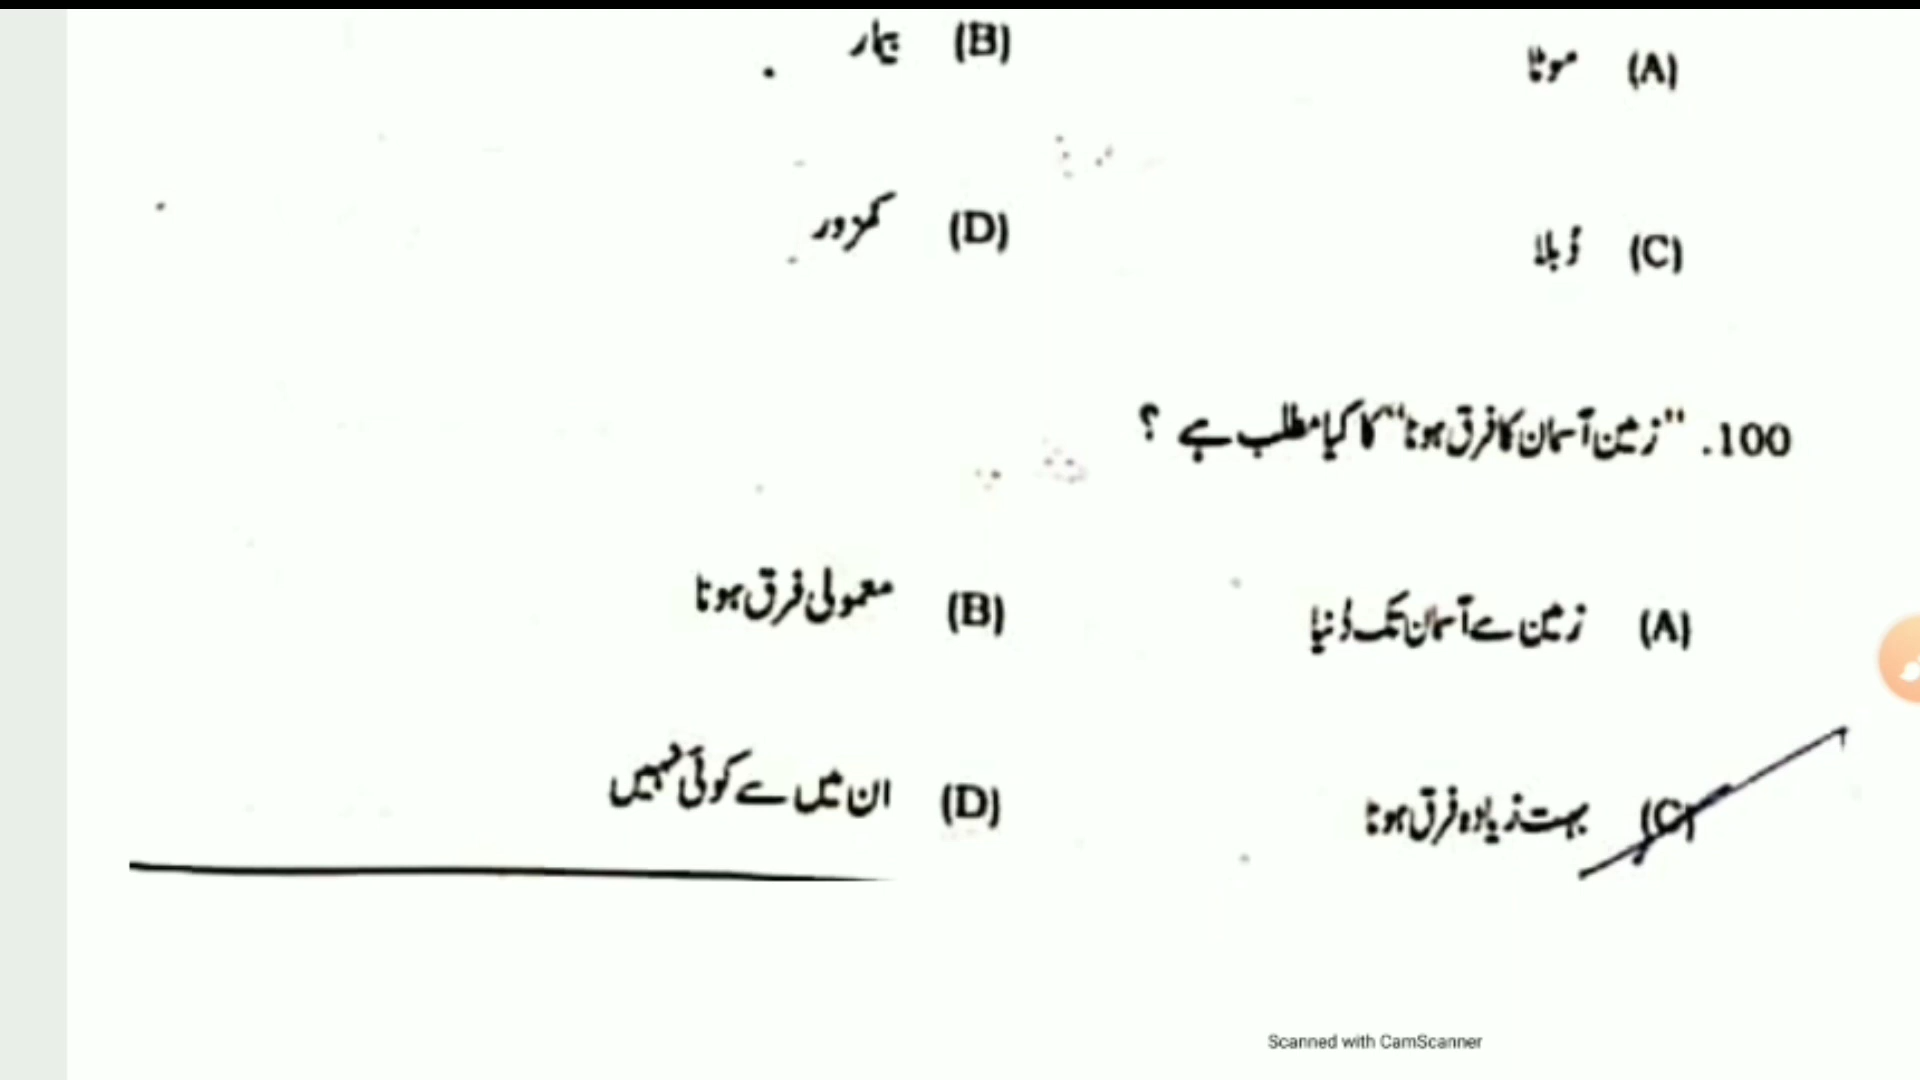 (A) موٹا (B) بیمار
(C) دُبلا (D) کمزور
100. "زمین آسمان کا فرق ہونا" کا کیا مطلب ہے ؟
(A) زمین سے آسمان تک دُنیا (B) معمولی فرق ہونا
(C) بہت زیادہ فرق ہونا (D) ان میں سے کوئی نہیں
Scanned with CamScanner